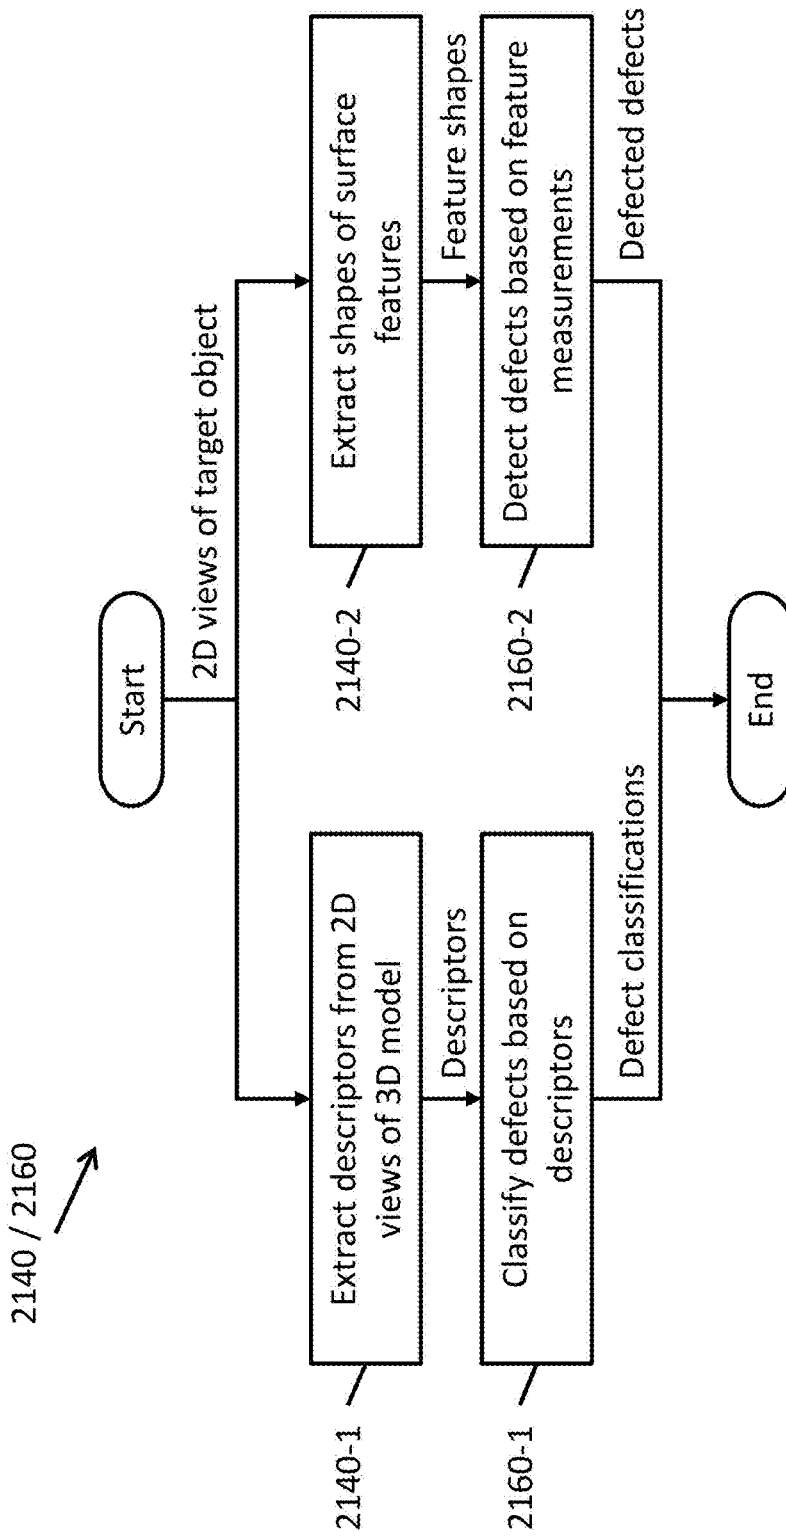 2140 / 2160
Start
2D views of target object
2140-1
Extract descriptors from 2D
views of 3D model
2140-2
Extract shapes of surface
features
Descriptors
Feature shapes
2160-1
Classify defects based on
descriptors
2160-2
Detect defects based on feature
measurements
Defect classifications
Defected defects
End